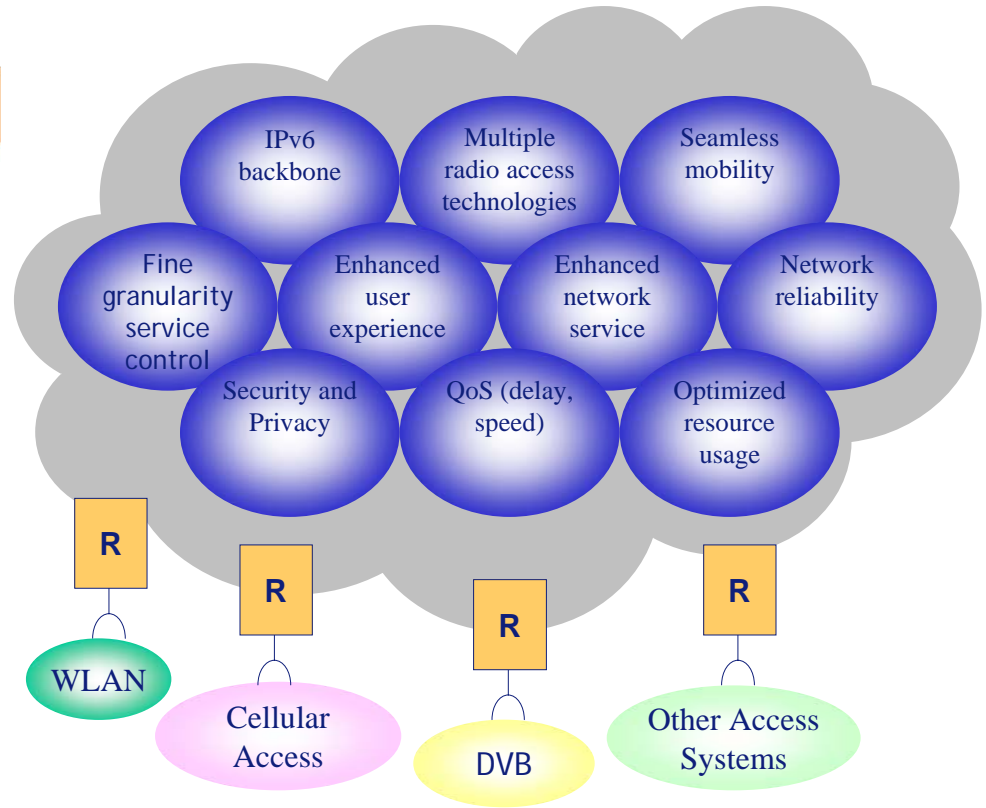 IPv6
backbone
Multiple
radio access
technologies
Seamless
mobility
Fine
granularity
service
control
Enhanced
user
experience
Enhanced
network
service
Network
reliability
Security and
Privacy
QoS (delay,
speed)
Optimized
resource
usage
R
R
R
R
WLAN
Cellular
Access
DVB
Other Access
Systems